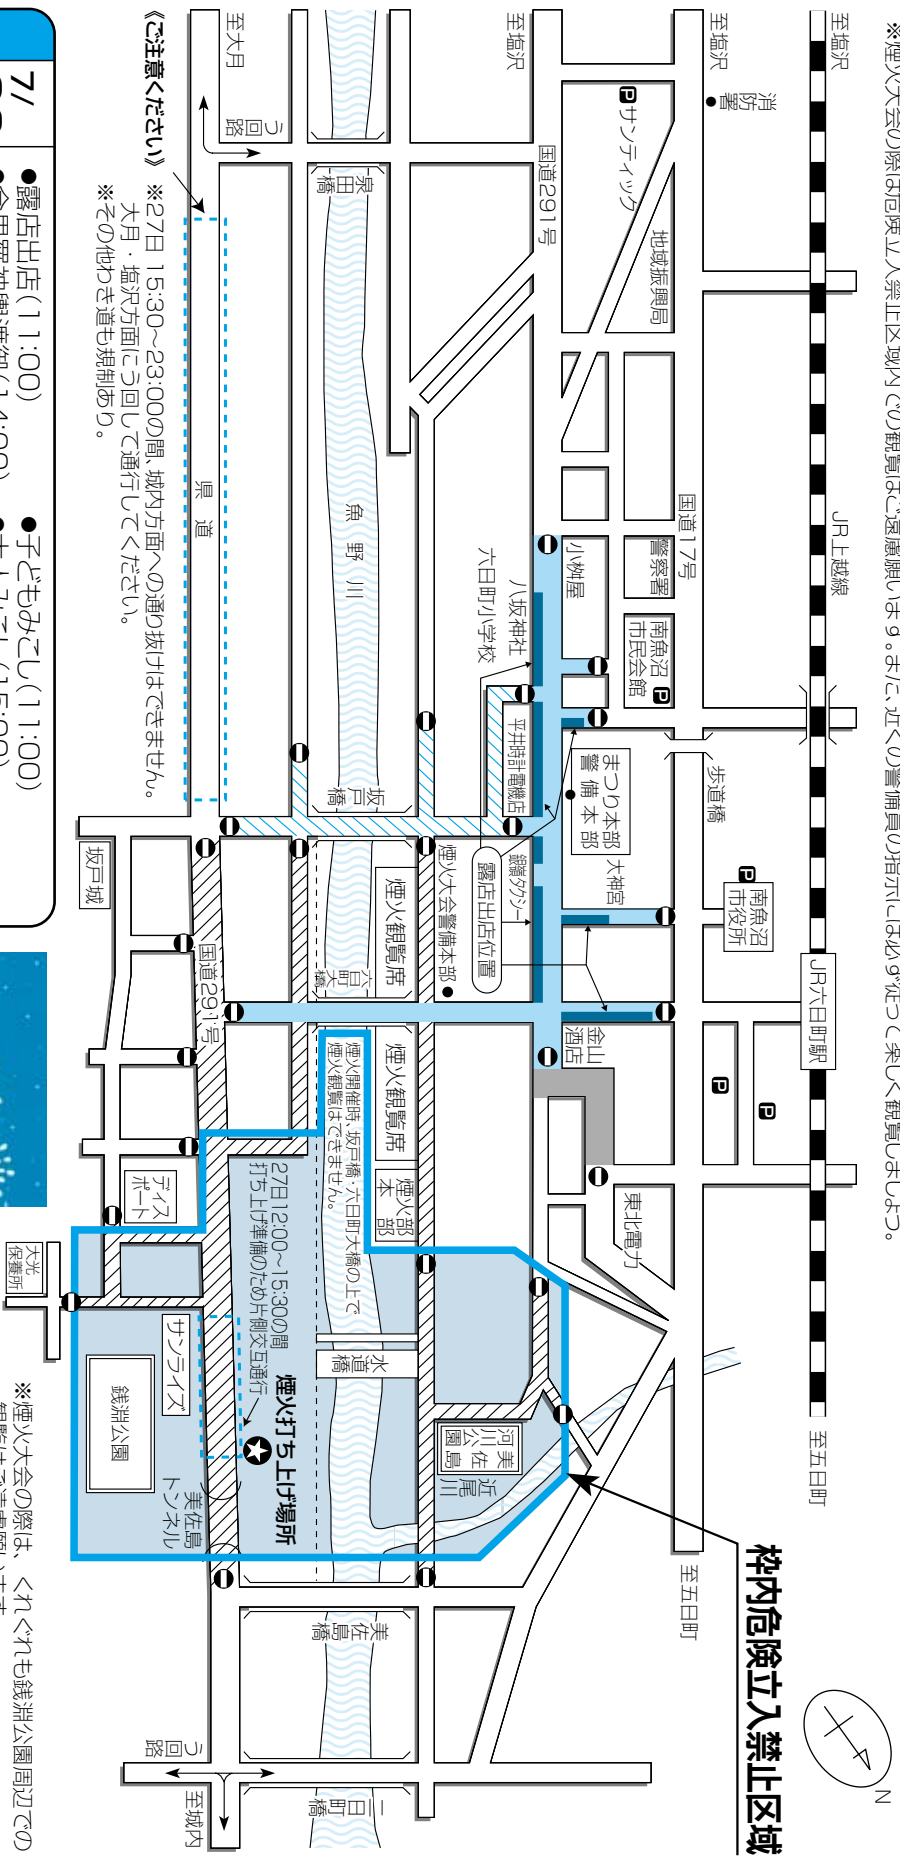 ※煙火大会の際は危険立入禁止区域内での観覧はご遠慮願います。また、近くの警備員の指示には必ず従って楽しく観覧しましょう。
至塩沢
JR上越線
JR六日町駅
至五日町
N
至塩沢
消防署
国道17号
歩道橋
南魚沼
市役所
P
P
P
至五日町
枠内危険立入禁止区域
至塩沢
P サンティック
地域振興局
国道291号
警察署
南魚沼
市民会館
P
小桝屋
まつり本部
警備本部
大神宮
金山
酒店
東北電力
八坂神社
六日町小学校
平井時計電機店
銀嶺タクシー
露店出店位置
煙火大会警備本部
煙火観覧席
煙火観覧席
煙火
本部
美佐島
河川公園
近尾川
泉田橋
魚野川
坂戸橋
六日町大橋
煙火開催時、坂戸橋・六日町大橋の上で
煙火観覧はできません。
水道橋
美佐島橋
二日町橋
至大月
う回路
県道
国道291号
27日12:00~15:30の間
打ち上げ準備のため片側交互通行
煙火打ち上げ場所
美佐島
トンネル
う回路
至城内
坂戸城
ディスポート
サンライズ
銭淵公園
大光
保養所
《ご注意ください》
※27日 15:30~23:00の間、城内方面への通り抜けはできません。
大月・塩沢方面にう回して通行してください。
※その他わき道も規制あり。
※煙火大会の際は、くれぐれも銭淵公園周辺での
観覧はご遠慮願います。
7/
●露店出店(11:00)
●子どもみこし(11:00)